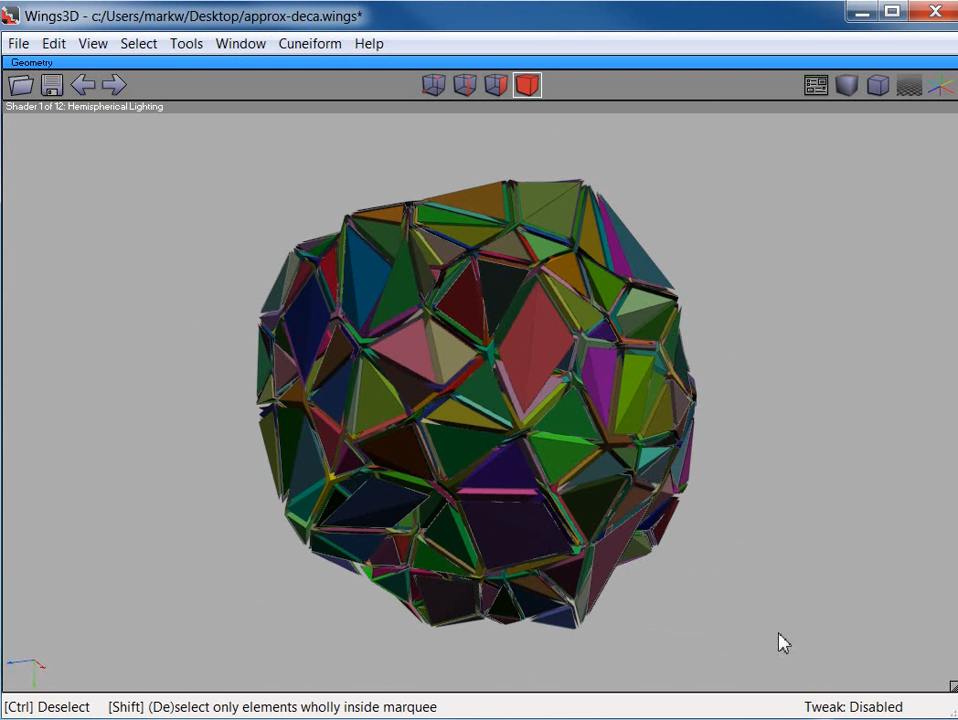 Wings3D - c:/Users/markw/Desktop/approx-deca.wings*
File Edit View Select Tools Window Cuneiform Help
Geometry
Shader 1 of 12: Hemispherical Lighting
[Ctrl] Deselect [Shift] (De)select only elements wholly inside marquee Tweak: Disabled